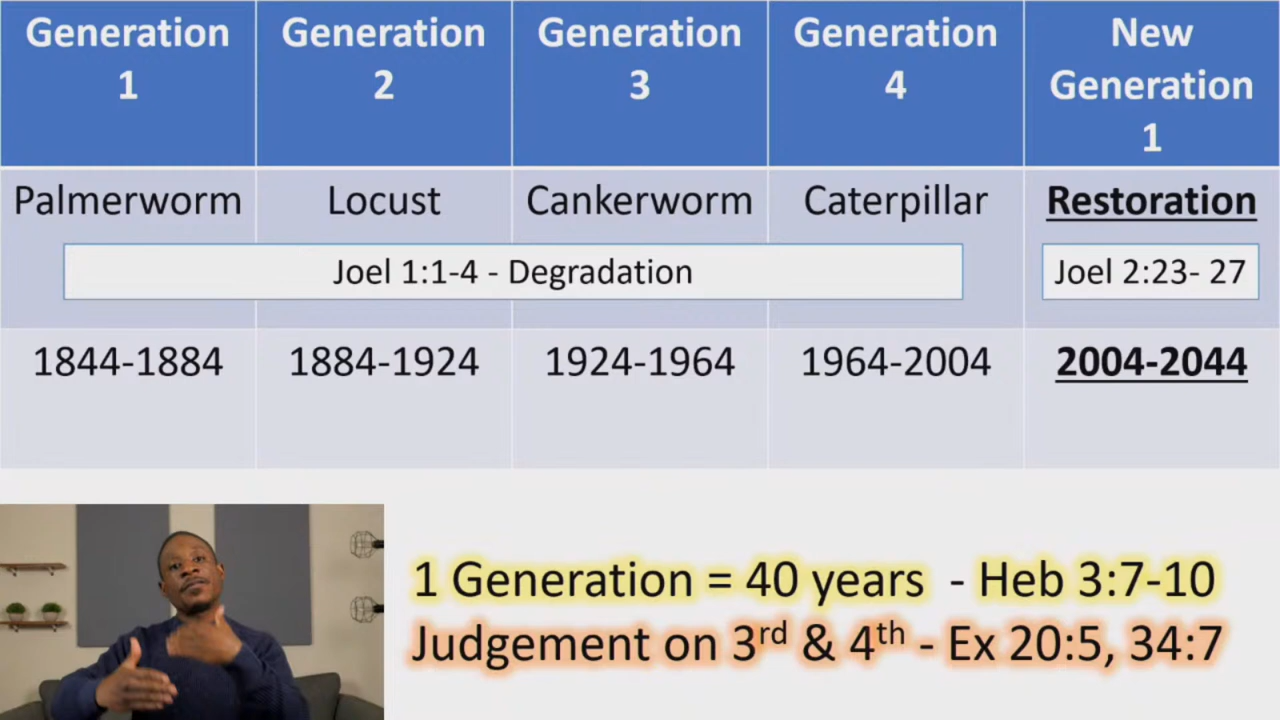 Generation 1
Generation 2
Generation 3
Generation 4
New Generation 1
Palmerworm
Locust
Cankerworm
Caterpillar
Restoration
Joel 1:1-4 - Degradation
Joel 2:23- 27
1844-1884
1884-1924
1924-1964
1964-2004
2004-2044
1 Generation = 40 years - Heb 3:7-10
Judgement on 3rd & 4th - Ex 20:5, 34:7